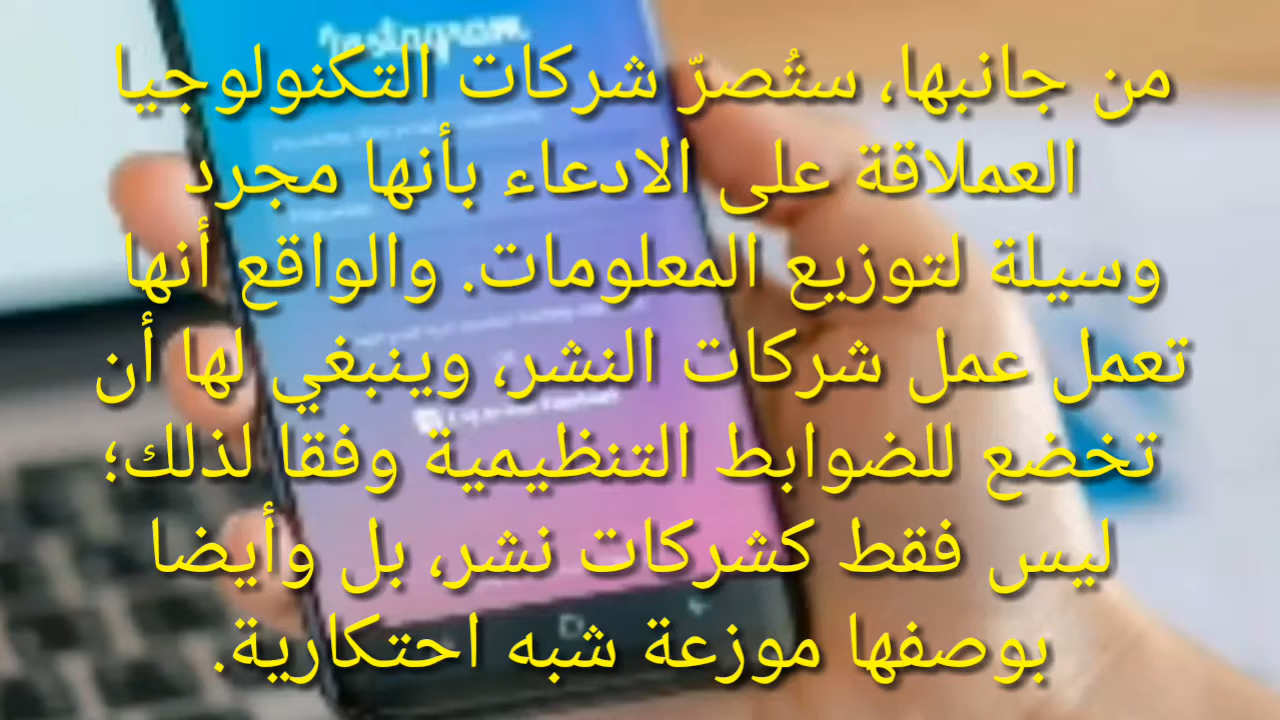 Instagram
من جانبها، ستُصرّ شركات التكنولوجيا
العملاقة على الادعاء بأنها مجرد
وسيلة لتوزيع المعلومات. والواقع أنها
تعمل عمل شركات النشر، وينبغي لها أن
تخضع للضوابط التنظيمية وفقا لذلك؛
ليس فقط كشركات نشر، بل وأيضا
بوصفها موزعة شبه احتكارية.